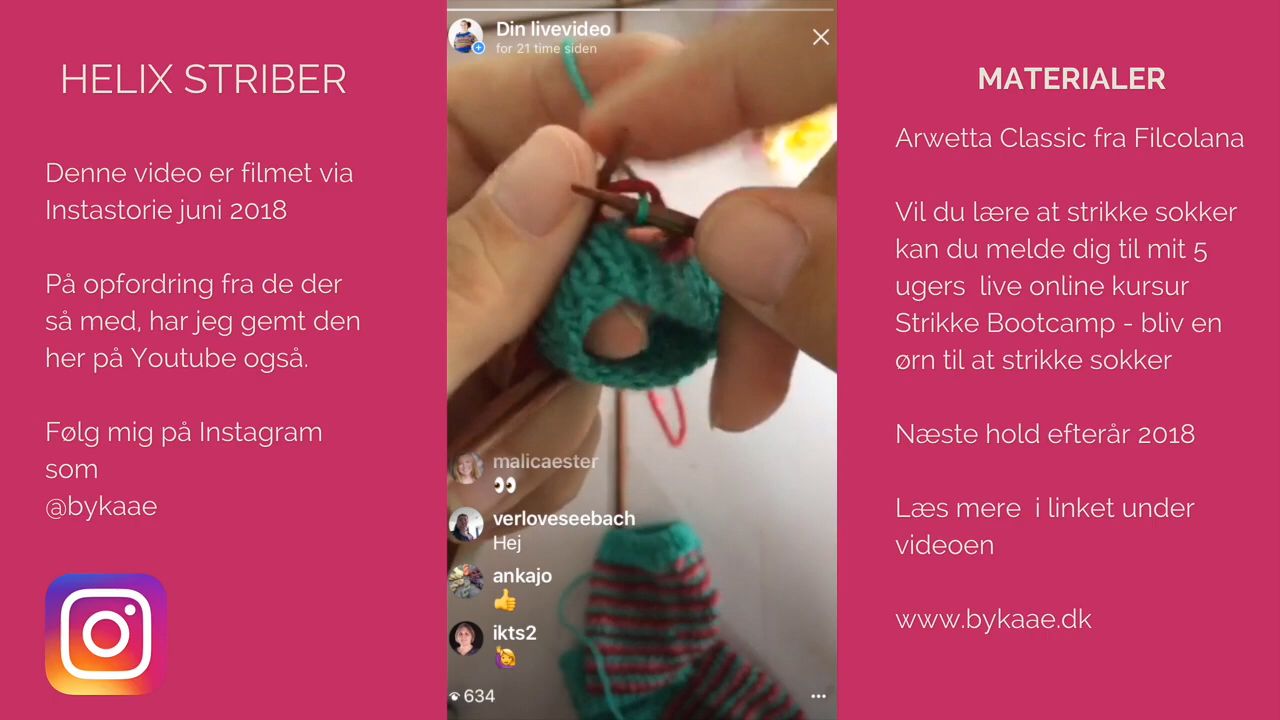 HELIX STRIBER
Denne video er filmet via
Instastorie juni 2018
På opfordring fra de der
så med, har jeg gemt den
her på Youtube også.
Følg mig på Instagram
som
@bykaae
Din livevideo
for 21 time siden
malicaester
👀
verloveseebach
Hej
ankajo
👍
ikts2
🙋
634
MATERIALER
Arwetta Classic fra Filcolana
Vil du lære at strikke sokker
kan du melde dig til mit 5
ugers  live online kursur
Strikke Bootcamp - bliv en
ørn til at strikke sokker
Næste hold efterår 2018
Læs mere  i linket under
videoen
www.bykaae.dk